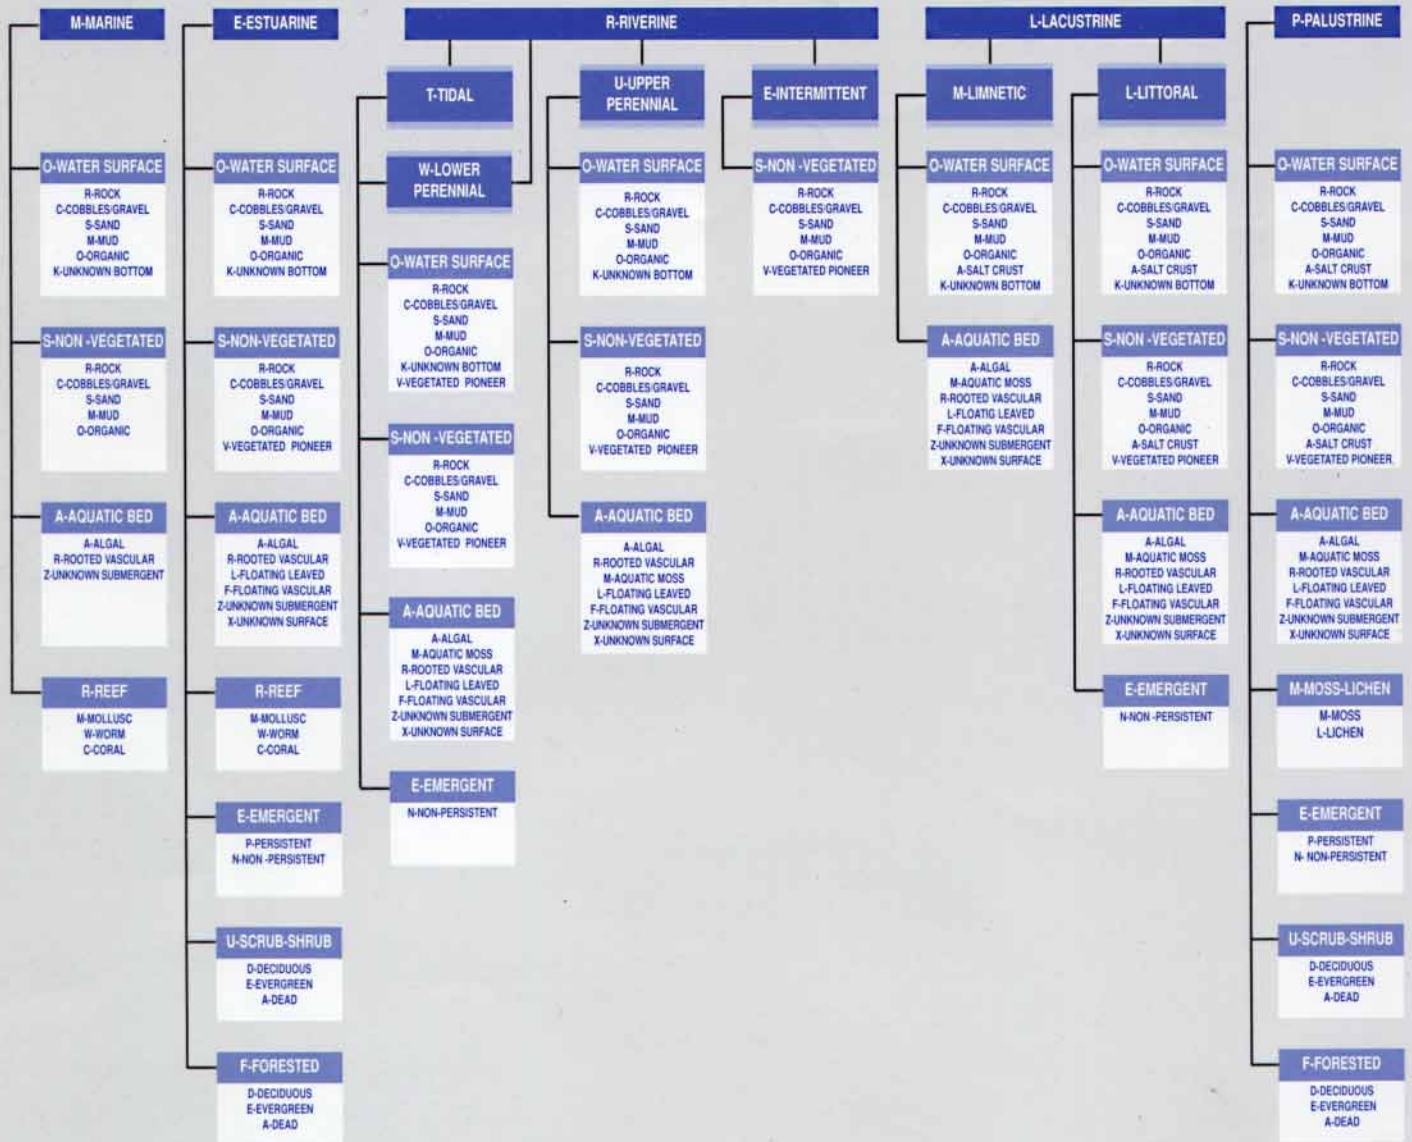 M-MARINE
O-WATER SURFACE
R-ROCK
C-COBBLES/GRAVEL
S-SAND
M-MUD
O-ORGANIC
K-UNKNOWN BOTTOM
S-NON -VEGETATED
R-ROCK
C-COBBLES/GRAVEL
S-SAND
M-MUD
O-ORGANIC
A-AQUATIC BED
A-ALGAL
R-ROOTED VASCULAR
Z-UNKNOWN SUBMERGENT
R-REEF
M-MOLLUSC
W-WORM
C-CORAL
E-ESTUARINE
O-WATER SURFACE
R-ROCK
C-COBBLES/GRAVEL
S-SAND
M-MUD
O-ORGANIC
K-UNKNOWN BOTTOM
S-NON-VEGETATED
R-ROCK
C-COBBLES/GRAVEL
S-SAND
M-MUD
O-ORGANIC
V-VEGETATED PIONEER
A-AQUATIC BED
A-ALGAL
R-ROOTED VASCULAR
L-FLOATING LEAVED
F-FLOATING VASCULAR
Z-UNKNOWN SUBMERGENT
X-UNKNOWN SURFACE
R-REEF
M-MOLLUSC
W-WORM
C-CORAL
E-EMERGENT
P-PERSISTENT
N-NON -PERSISTENT
U-SCRUB-SHRUB
D-DECIDUOUS
E-EVERGREEN
A-DEAD
F-FORESTED
D-DECIDUOUS
E-EVERGREEN
A-DEAD
R-RIVERINE
T-TIDAL
W-LOWER
PERENNIAL
O-WATER SURFACE
R-ROCK
C-COBBLES/GRAVEL
S-SAND
M-MUD
O-ORGANIC
K-UNKNOWN BOTTOM
V-VEGETATED PIONEER
S-NON -VEGETATED
R-ROCK
C-COBBLES/GRAVEL
S-SAND
M-MUD
O-ORGANIC
V-VEGETATED PIONEER
A-AQUATIC BED
A-ALGAL
M-AQUATIC MOSS
R-ROOTED VASCULAR
L-FLOATING LEAVED
F-FLOATING VASCULAR
Z-UNKNOWN SUBMERGENT
X-UNKNOWN SURFACE
E-EMERGENT
N-NON-PERSISTENT
U-UPPER
PERENNIAL
O-WATER SURFACE
R-ROCK
C-COBBLES/GRAVEL
S-SAND
M-MUD
O-ORGANIC
K-UNKNOWN BOTTOM
S-NON-VEGETATED
R-ROCK
C-COBBLES/GRAVEL
S-SAND
M-MUD
O-ORGANIC
V-VEGETATED PIONEER
A-AQUATIC BED
A-ALGAL
R-ROOTED VASCULAR
M-AQUATIC MOSS
L-FLOATING LEAVED
F-FLOATING VASCULAR
Z-UNKNOWN SUBMERGENT
X-UNKNOWN SURFACE
E-INTERMITTENT
S-NON -VEGETATED
R-ROCK
C-COBBLES/GRAVEL
S-SAND
M-MUD
O-ORGANIC
V-VEGETATED PIONEER
L-LACUSTRINE
M-LIMNETIC
O-WATER SURFACE
R-ROCK
C-COBBLES/GRAVEL
S-SAND
M-MUD
O-ORGANIC
A-SALT CRUST
K-UNKNOWN BOTTOM
A-AQUATIC BED
A-ALGAL
M-AQUATIC MOSS
R-ROOTED VASCULAR
L-FLOATIG LEAVED
F-FLOATING VASCULAR
Z-UNKNOWN SUBMERGENT
X-UNKNOWN SURFACE
L-LITTORAL
O-WATER SURFACE
R-ROCK
C-COBBLES/GRAVEL
S-SAND
M-MUD
O-ORGANIC
A-SALT CRUST
K-UNKNOWN BOTTOM
S-NON -VEGETATED
R-ROCK
C-COBBLES/GRAVEL
S-SAND
M-MUD
O-ORGANIC
A-SALT CRUST
V-VEGETATED PIONEER
A-AQUATIC BED
A-ALGAL
M-AQUATIC MOSS
R-ROOTED VASCULAR
L-FLOATING LEAVED
F-FLOATING VASCULAR
Z-UNKNOWN SUBMERGENT
X-UNKNOWN SURFACE
E-EMERGENT
N-NON -PERSISTENT
P-PALUSTRINE
O-WATER SURFACE
R-ROCK
C-COBBLES/GRAVEL
S-SAND
M-MUD
O-ORGANIC
A-SALT CRUST
K-UNKNOWN BOTTOM
S-NON -VEGETATED
R-ROCK
C-COBBLES/GRAVEL
S-SAND
M-MUD
O-ORGANIC
A-SALT CRUST
V-VEGETATED PIONEER
A-AQUATIC BED
A-ALGAL
M-AQUATIC MOSS
R-ROOTED VASCULAR
L-FLOATING LEAVED
F-FLOATING VASCULAR
Z-UNKNOWN SUBMERGENT
X-UNKNOWN SURFACE
M-MOSS-LICHEN
M-MOSS
L-LICHEN
E-EMERGENT
P-PERSISTENT
N- NON-PERSISTENT
U-SCRUB-SHRUB
D-DECIDUOUS
E-EVERGREEN
A-DEAD
F-FORESTED
D-DECIDUOUS
E-EVERGREEN
A-DEAD